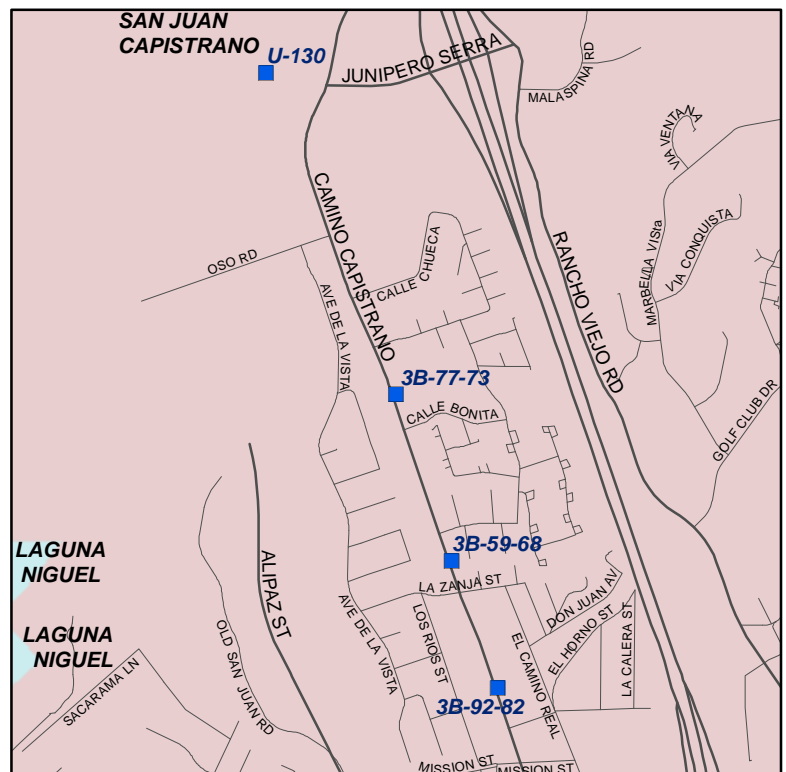 SAN JUAN
CAPISTRANO
U-130
JUNIPERO SERRA
MALASPINA RD
VIA VENTANA
CAMINO CAPISTRANO
OSO RD
CALLE CHUECA
RANCHO VIEJO RD
MARBELLA VISta
VIA CONQUISTA
AVE DE LA VISTA
3B-77-73
CALLE BONITA
GOLF CLUB DR
LAGUNA
NIGUEL
ALIPAZ ST
3B-59-68
LA ZANJA ST
DON JUAN AV
EL HORNO ST
LA CALERA ST
LAGUNA
NIGUEL
SACARAMA LN
OLD SAN JUAN RD
AVE DE LA VISTA
LOS RIOS ST
EL CAMINO REAL
3B-92-82
MISSION ST
MISSION ST